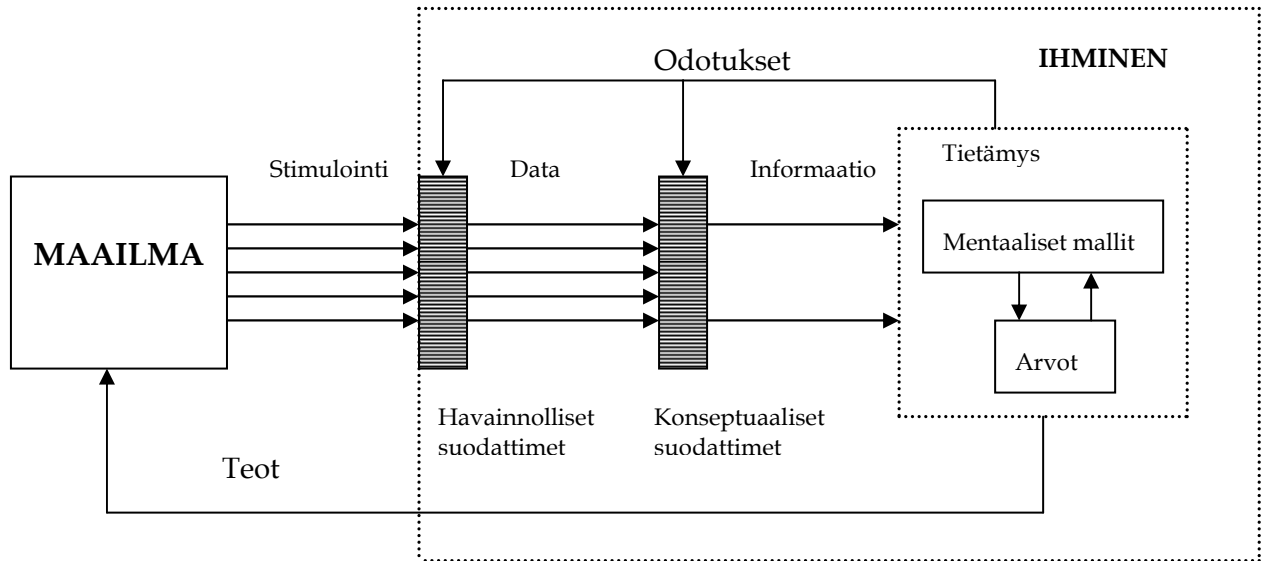 Odotukset
IHMINEN
Stimulointi
Data
Informaatio
Tietämys
MAAILMA
Mentaaliset mallit
Arvot
Havainnolliset
suodattimet
Konseptuaaliset
suodattimet
Teot